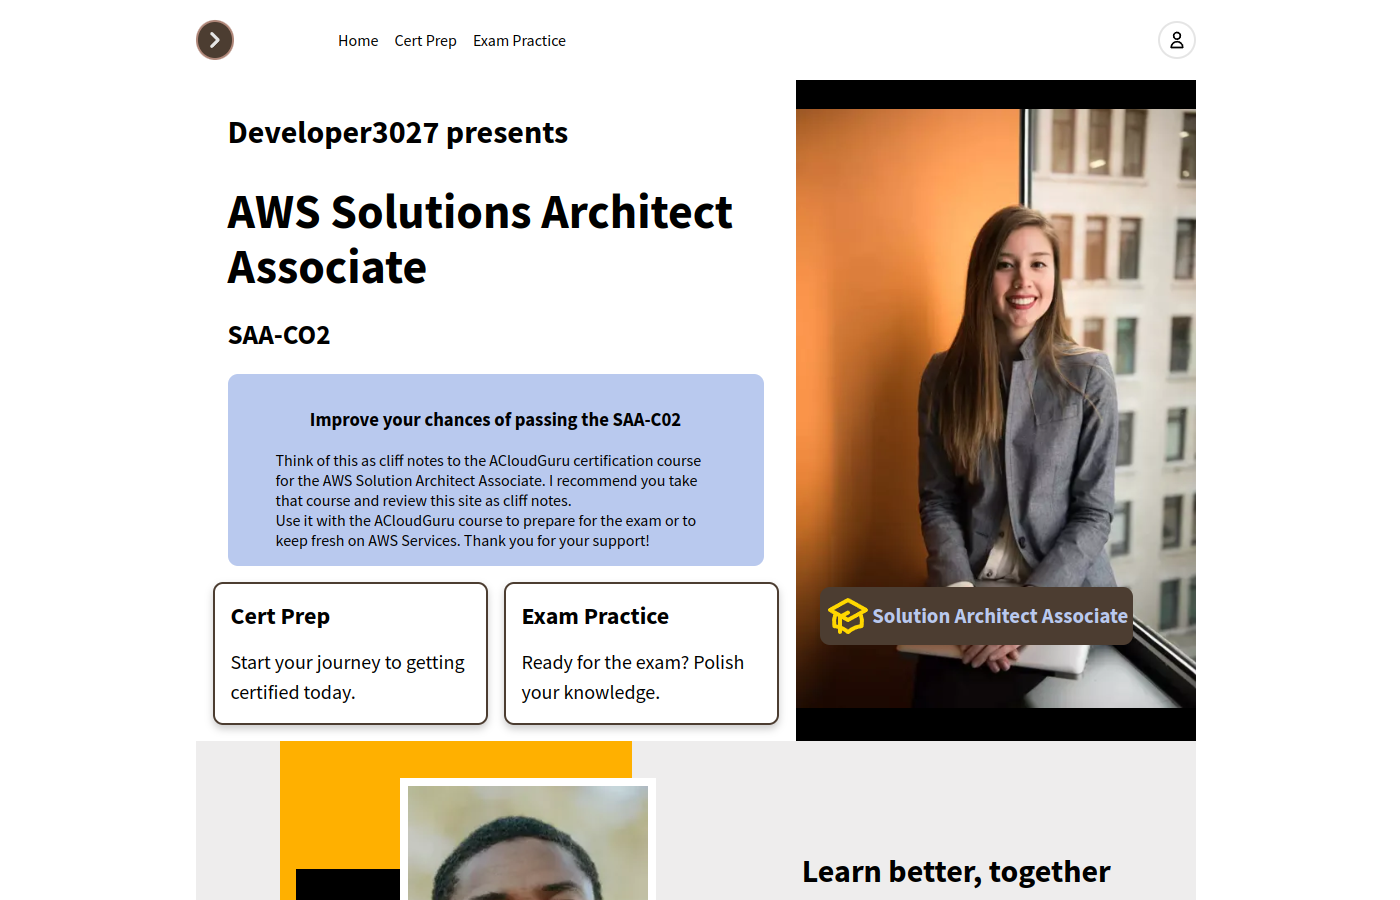 Home Cert Prep Exam Practice
Developer3027 presents
AWS Solutions Architect
Associate
SAA-CO2
Improve your chances of passing the SAA-C02
Think of this as cliff notes to the ACloudGuru certification course
for the AWS Solution Architect Associate. I recommend you take
that course and review this site as cliff notes.
Use it with the ACloudGuru course to prepare for the exam or to
keep fresh on AWS Services. Thank you for your support!
Cert Prep
Start your journey to getting
certified today.
Exam Practice
Ready for the exam? Polish
your knowledge.
Solution Architect Associate
Learn better, together